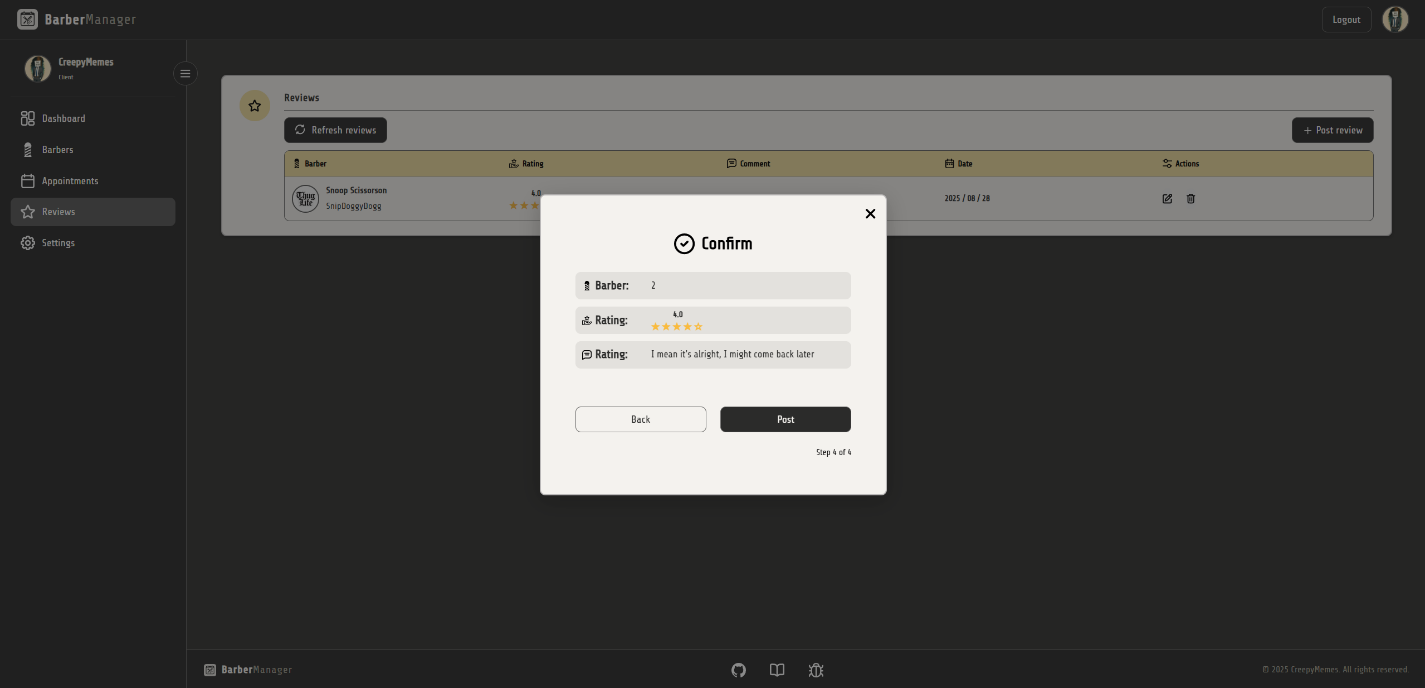 BarberManager
Logout
CreepyMemes
Client
Dashboard
Barbers
Appointments
Reviews
Settings
Reviews
Refresh reviews
Post review
Barber Rating Comment Date Actions
Snoop Scissorson
SnipDoggyDogg
Thug Life
4.0
2025 / 08 / 28
Confirm
Barber: 2
Rating: 4.0
Rating: I mean it's alright, I might come back later
Back
Post
Step 4 of 4
BarberManager
© 2025 CreepyMemes. All rights reserved